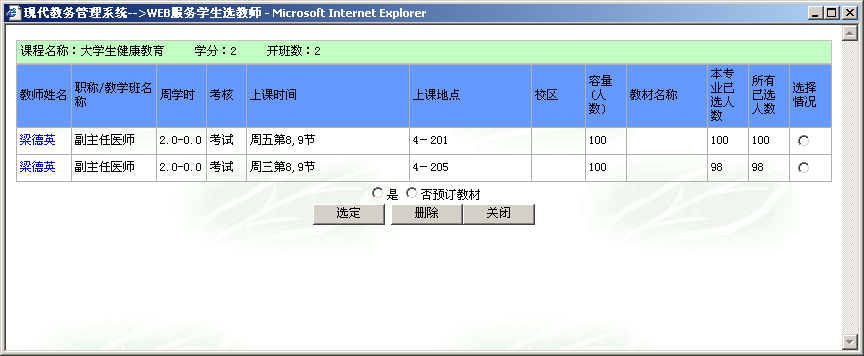 现代教务管理系统-->WEB服务学生选教师 - Microsoft Internet Explorer
课程名称：大学生健康教育 学分：2 开班数：2
教师姓名 职称/教学班名称 周学时 考核 上课时间 上课地点 校区 容量(人数) 教材名称 本专业已选人数 所有已选人数 选择情况
梁德英 副主任医师 2.0-0.0 考试 周五第8,9节 4－201 100 100 100
梁德英 副主任医师 2.0-0.0 考试 周三第8,9节 4－205 100 98 98
是 否预订教材
选定 删除 关闭